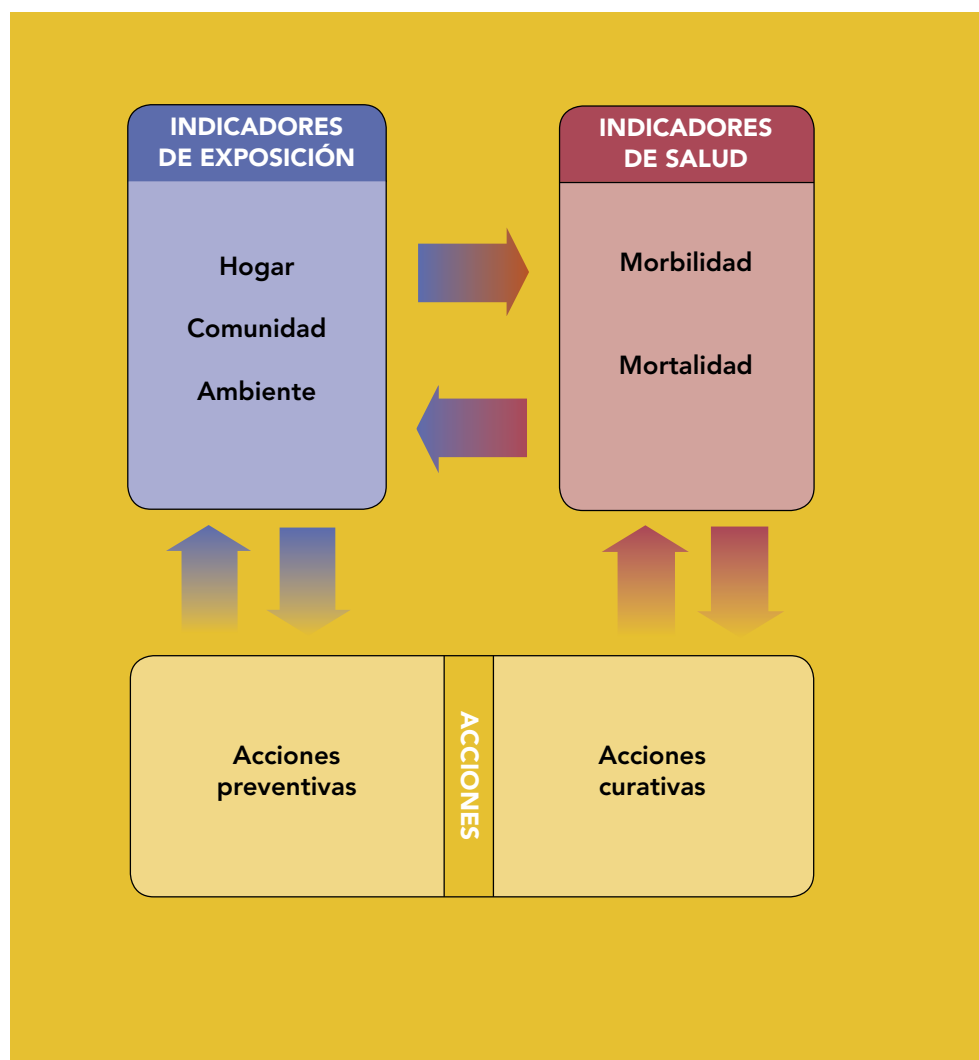 INDICADORES
DE EXPOSICIÓN
Hogar
Comunidad
Ambiente
INDICADORES
DE SALUD
Morbilidad
Mortalidad
Acciones
preventivas
ACCIONES
Acciones
curativas